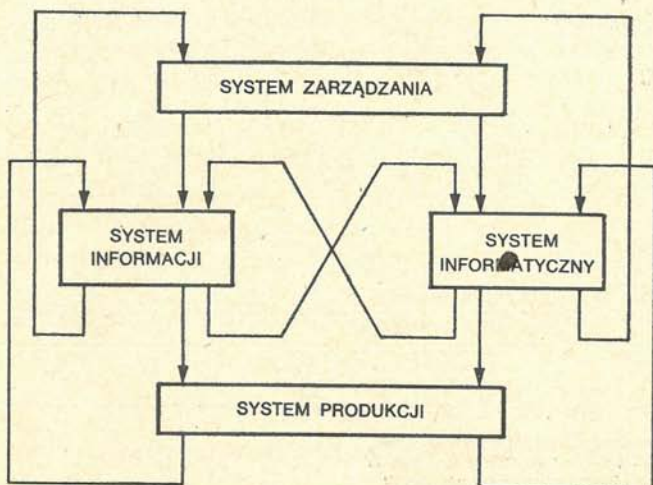 SYSTEM ZARZĄDZANIA
SYSTEM
INFORMACJI
SYSTEM
INFORMATYCZNY
SYSTEM PRODUKCJI